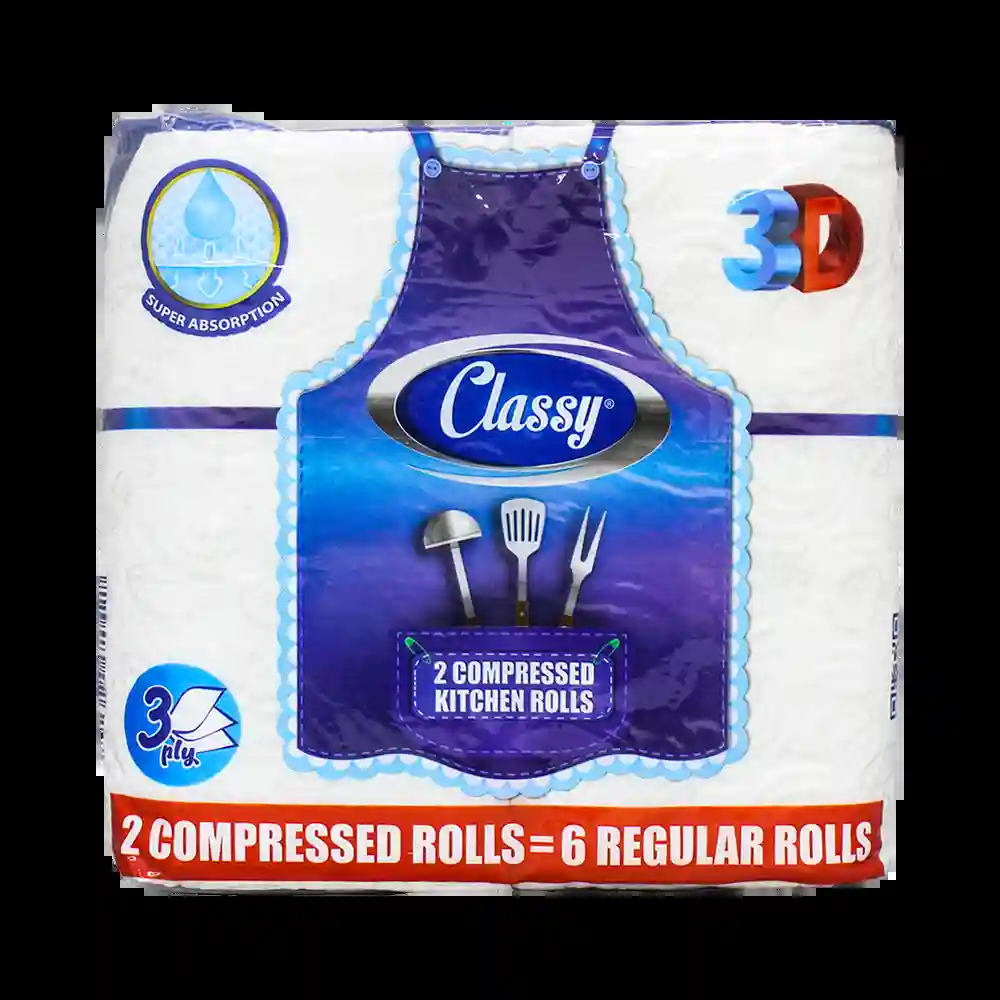 SUPER ABSORPTION
3D
Classy®
2 COMPRESSED
KITCHEN ROLLS
3
ply
2 COMPRESSED ROLLS = 6 REGULAR ROLLS